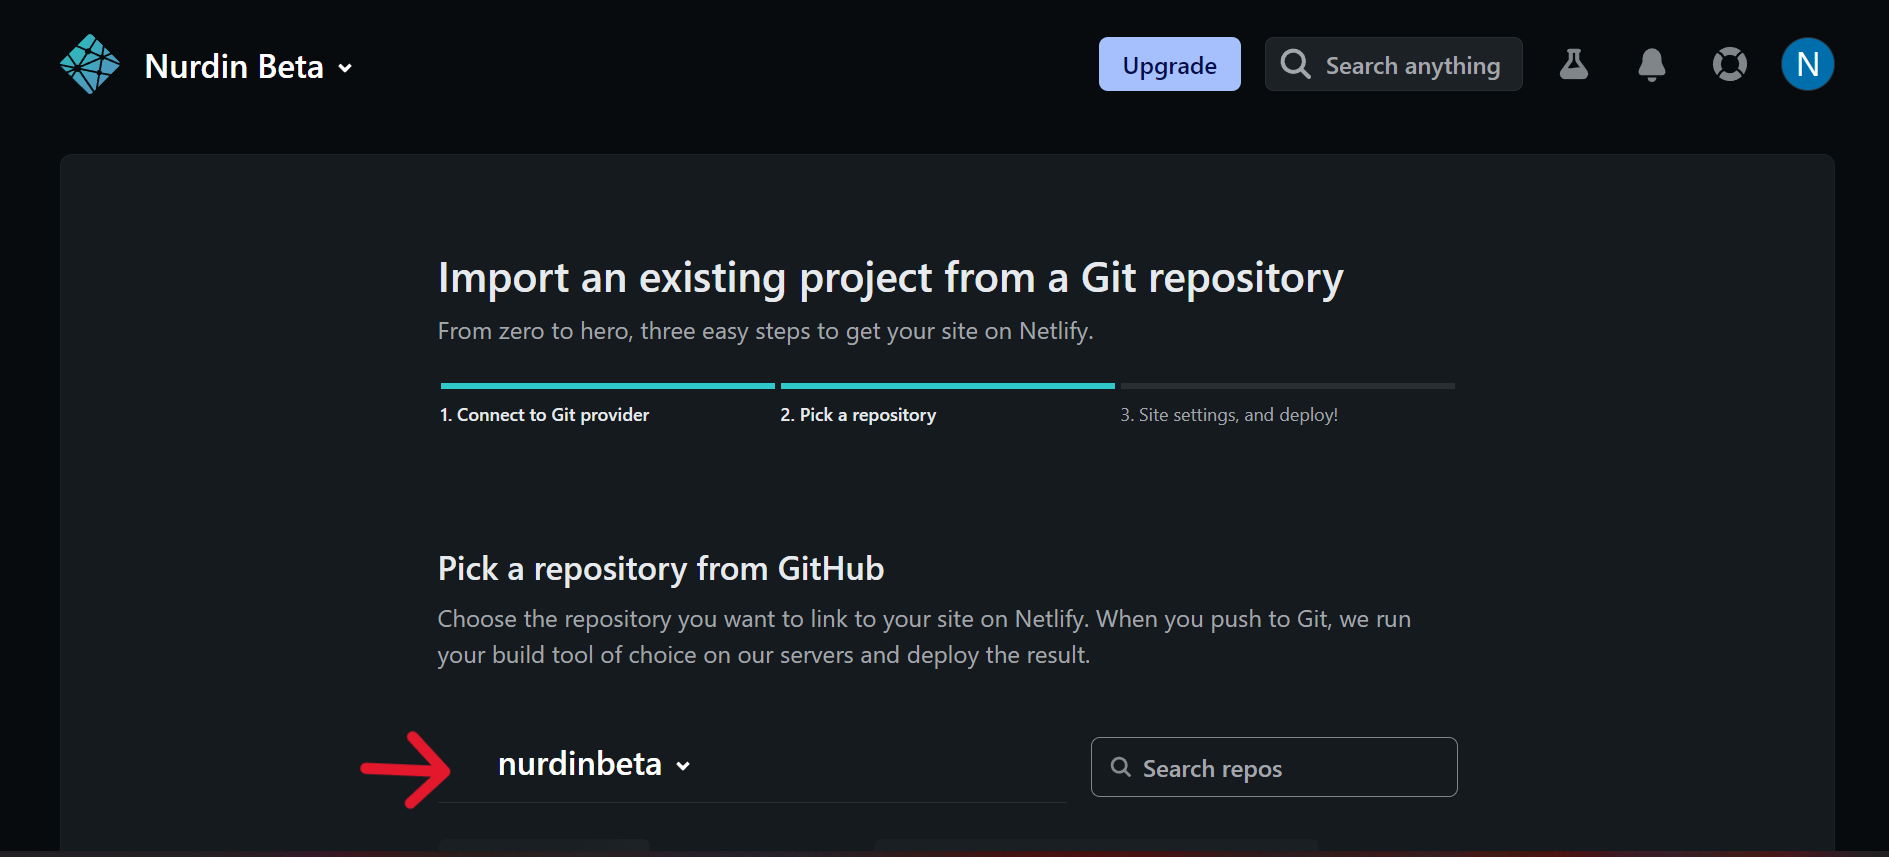 Nurdin Beta
Upgrade
Search anything
N
Import an existing project from a Git repository
From zero to hero, three easy steps to get your site on Netlify.
1. Connect to Git provider
2. Pick a repository
3. Site settings, and deploy!
Pick a repository from GitHub
Choose the repository you want to link to your site on Netlify. When you push to Git, we run
your build tool of choice on our servers and deploy the result.
nurdinbeta
Search repos